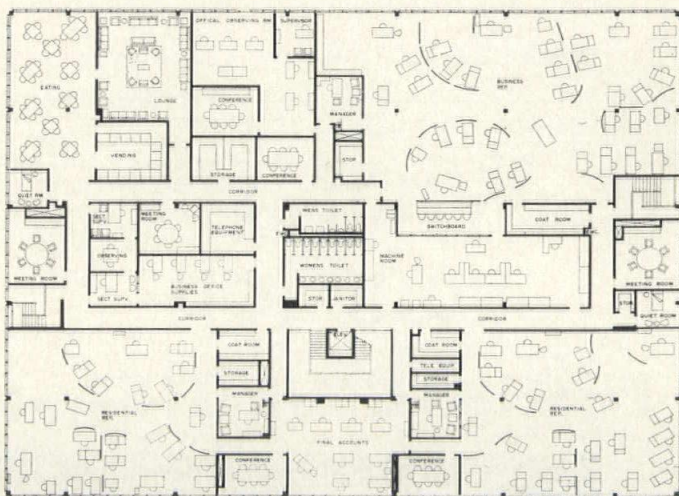 OFFICAL OBSERVING RM
SUPERVISOR
EATING
LOUNGE
CONFERENCE
MANAGER
BUSINESS
REP.
VENDING
STORAGE
CONFERENCE
STOR
CORRIDOR
QUIET RM
SECT
MEETING
ROOM
TELEPHONE
EQUIPMENT
MENS TOILET
SWITCHBOARD
COAT ROOM
OBSERVING
WOMENS TOILET
MACHINE
ROOM
MEETING ROOM
SECT SUPV.
BUSINESS OFFICE
SUPPLIES
STOR
JANITOR
MEETING ROOM
STOR
QUIET ROOM
CORRIDOR
CORRIDOR
COAT ROOM
ELEV
COAT ROOM
STORAGE
TELE EQUIP
STORAGE
MANAGER
MANAGER
RESIDENTIAL
REP.
RESIDENTIAL
REP.
FINAL ACCOUNTS
CONFERENCE
CONFERENCE